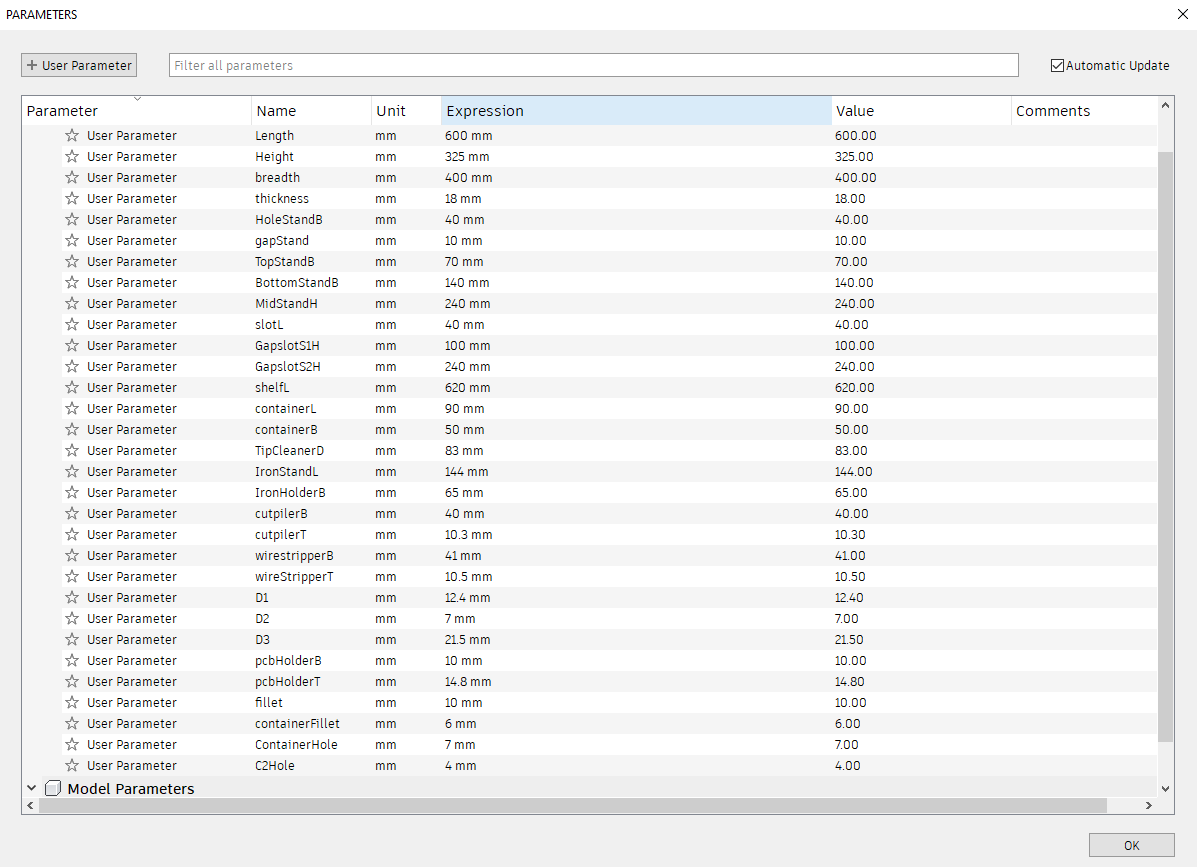 PARAMETERS
+ User Parameter Filter all parameters Automatic Update
Parameter Name Unit Expression Value Comments
User Parameter Length mm 600 mm 600.00
User Parameter Height mm 325 mm 325.00
User Parameter breadth mm 400 mm 400.00
User Parameter thickness mm 18 mm 18.00
User Parameter HoleStandB mm 40 mm 40.00
User Parameter gapStand mm 10 mm 10.00
User Parameter TopStandB mm 70 mm 70.00
User Parameter BottomStandB mm 140 mm 140.00
User Parameter MidStandH mm 240 mm 240.00
User Parameter slotL mm 40 mm 40.00
User Parameter GapslotS1H mm 100 mm 100.00
User Parameter GapslotS2H mm 240 mm 240.00
User Parameter shelfL mm 620 mm 620.00
User Parameter containerL mm 90 mm 90.00
User Parameter containerB mm 50 mm 50.00
User Parameter TipCleanerD mm 83 mm 83.00
User Parameter IronStandL mm 144 mm 144.00
User Parameter IronHolderB mm 65 mm 65.00
User Parameter cutpilerB mm 40 mm 40.00
User Parameter cutpilerT mm 10.3 mm 10.30
User Parameter wirestripperB mm 41 mm 41.00
User Parameter wireStripperT mm 10.5 mm 10.50
User Parameter D1 mm 12.4 mm 12.40
User Parameter D2 mm 7 mm 7.00
User Parameter D3 mm 21.5 mm 21.50
User Parameter pcbHolderB mm 10 mm 10.00
User Parameter pcbHolderT mm 14.8 mm 14.80
User Parameter fillet mm 10 mm 10.00
User Parameter containerFillet mm 6 mm 6.00
User Parameter ContainerHole mm 7 mm 7.00
User Parameter C2Hole mm 4 mm 4.00
Model Parameters
OK